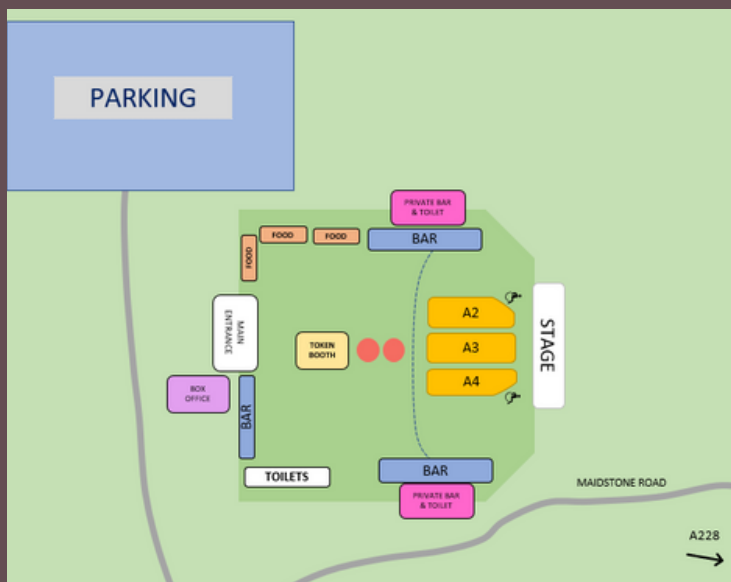 PARKING
PRIVATE BAR
& TOILET
FOOD
FOOD
BAR
FOOD
MAIN
ENTRANCE
A2
STAGE
TOKEN
BOOTH
A3
A4
BOX
OFFICE
BAR
BAR
TOILETS
PRIVATE BAR
& TOILET
MAIDSTONE ROAD
A228